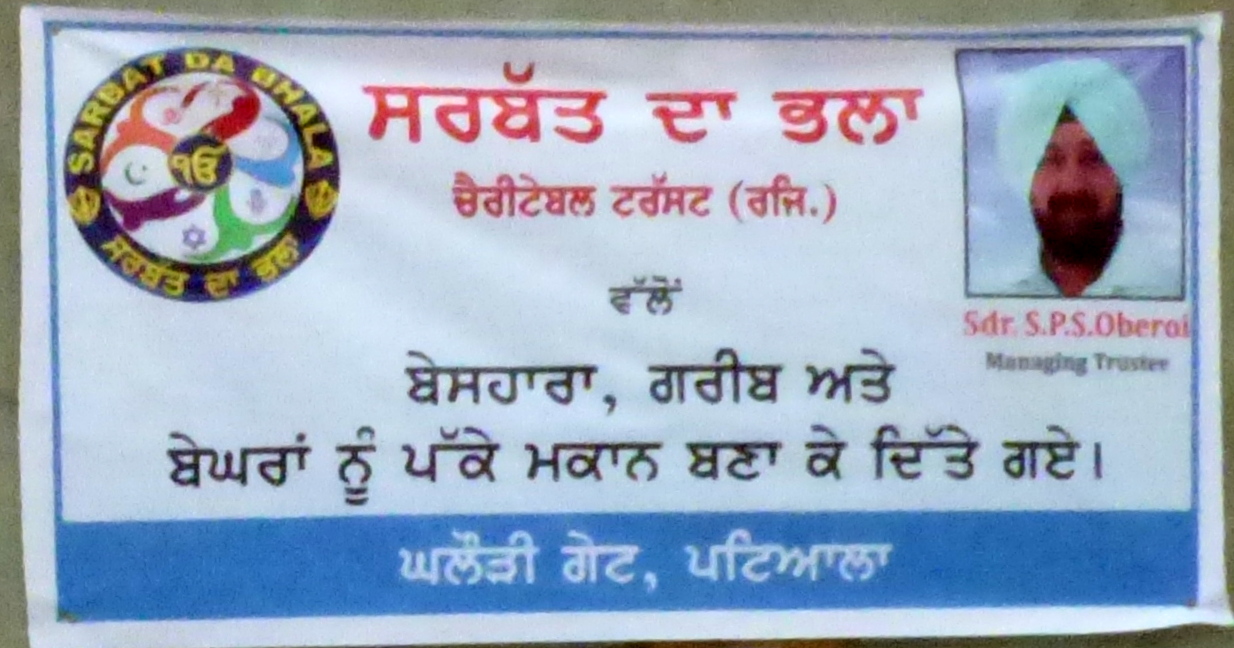 SARBAT DA BHALA
ੴ
ਸਰਬੱਤ ਦਾ ਭਲਾ
ਸਰਬੱਤ ਦਾ ਭਲਾ
ਚੈਰੀਟੇਬਲ ਟਰੱਸਟ (ਰਜਿ.)
Sdr. S.P.S.Oberoi
Managing Trustee
ਵੱਲੋਂ
ਬੇਸਹਾਰਾ, ਗਰੀਬ ਅਤੇ
ਬੇਘਰਾਂ ਨੂੰ ਪੱਕੇ ਮਕਾਨ ਬਣਾ ਕੇ ਦਿੱਤੇ ਗਏ।
ਘਲੌੜੀ ਗੇਟ, ਪਟਿਆਲਾ